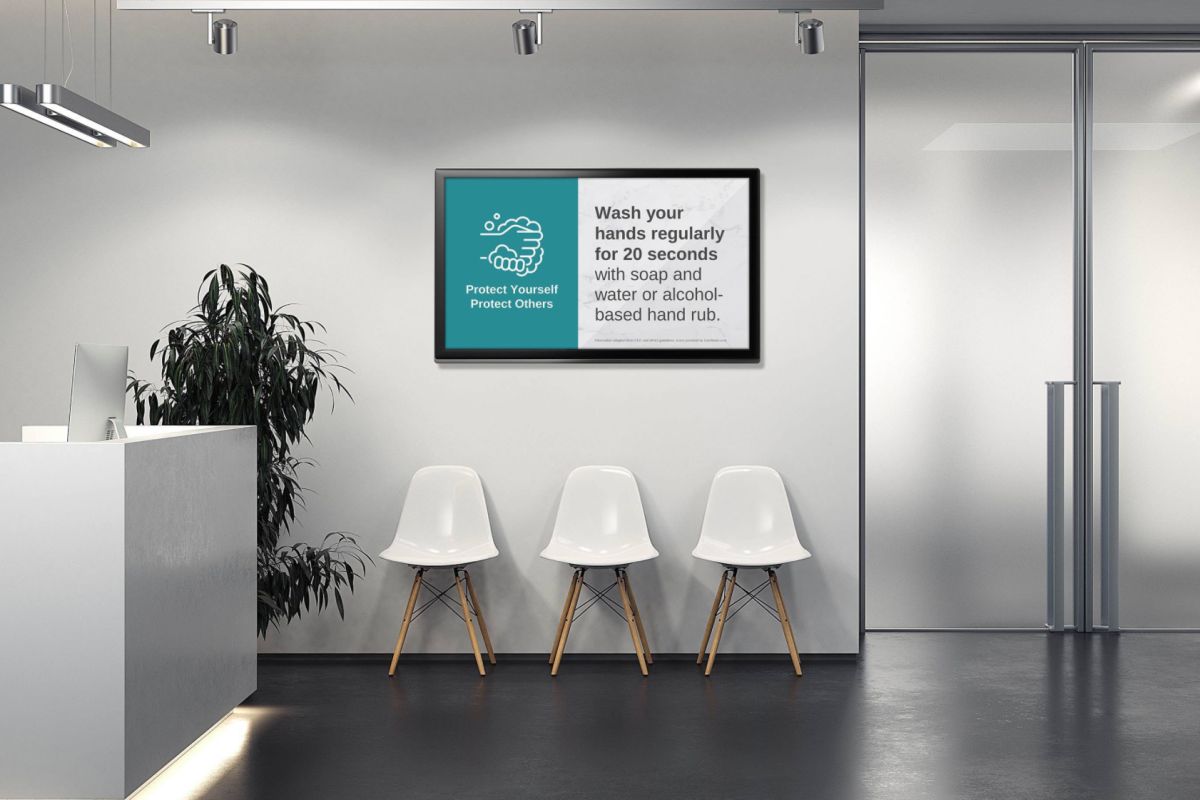 Protect Yourself
Protect Others
Wash your
hands regularly
for 20 seconds
with soap and
water or alcohol-
based hand rub.